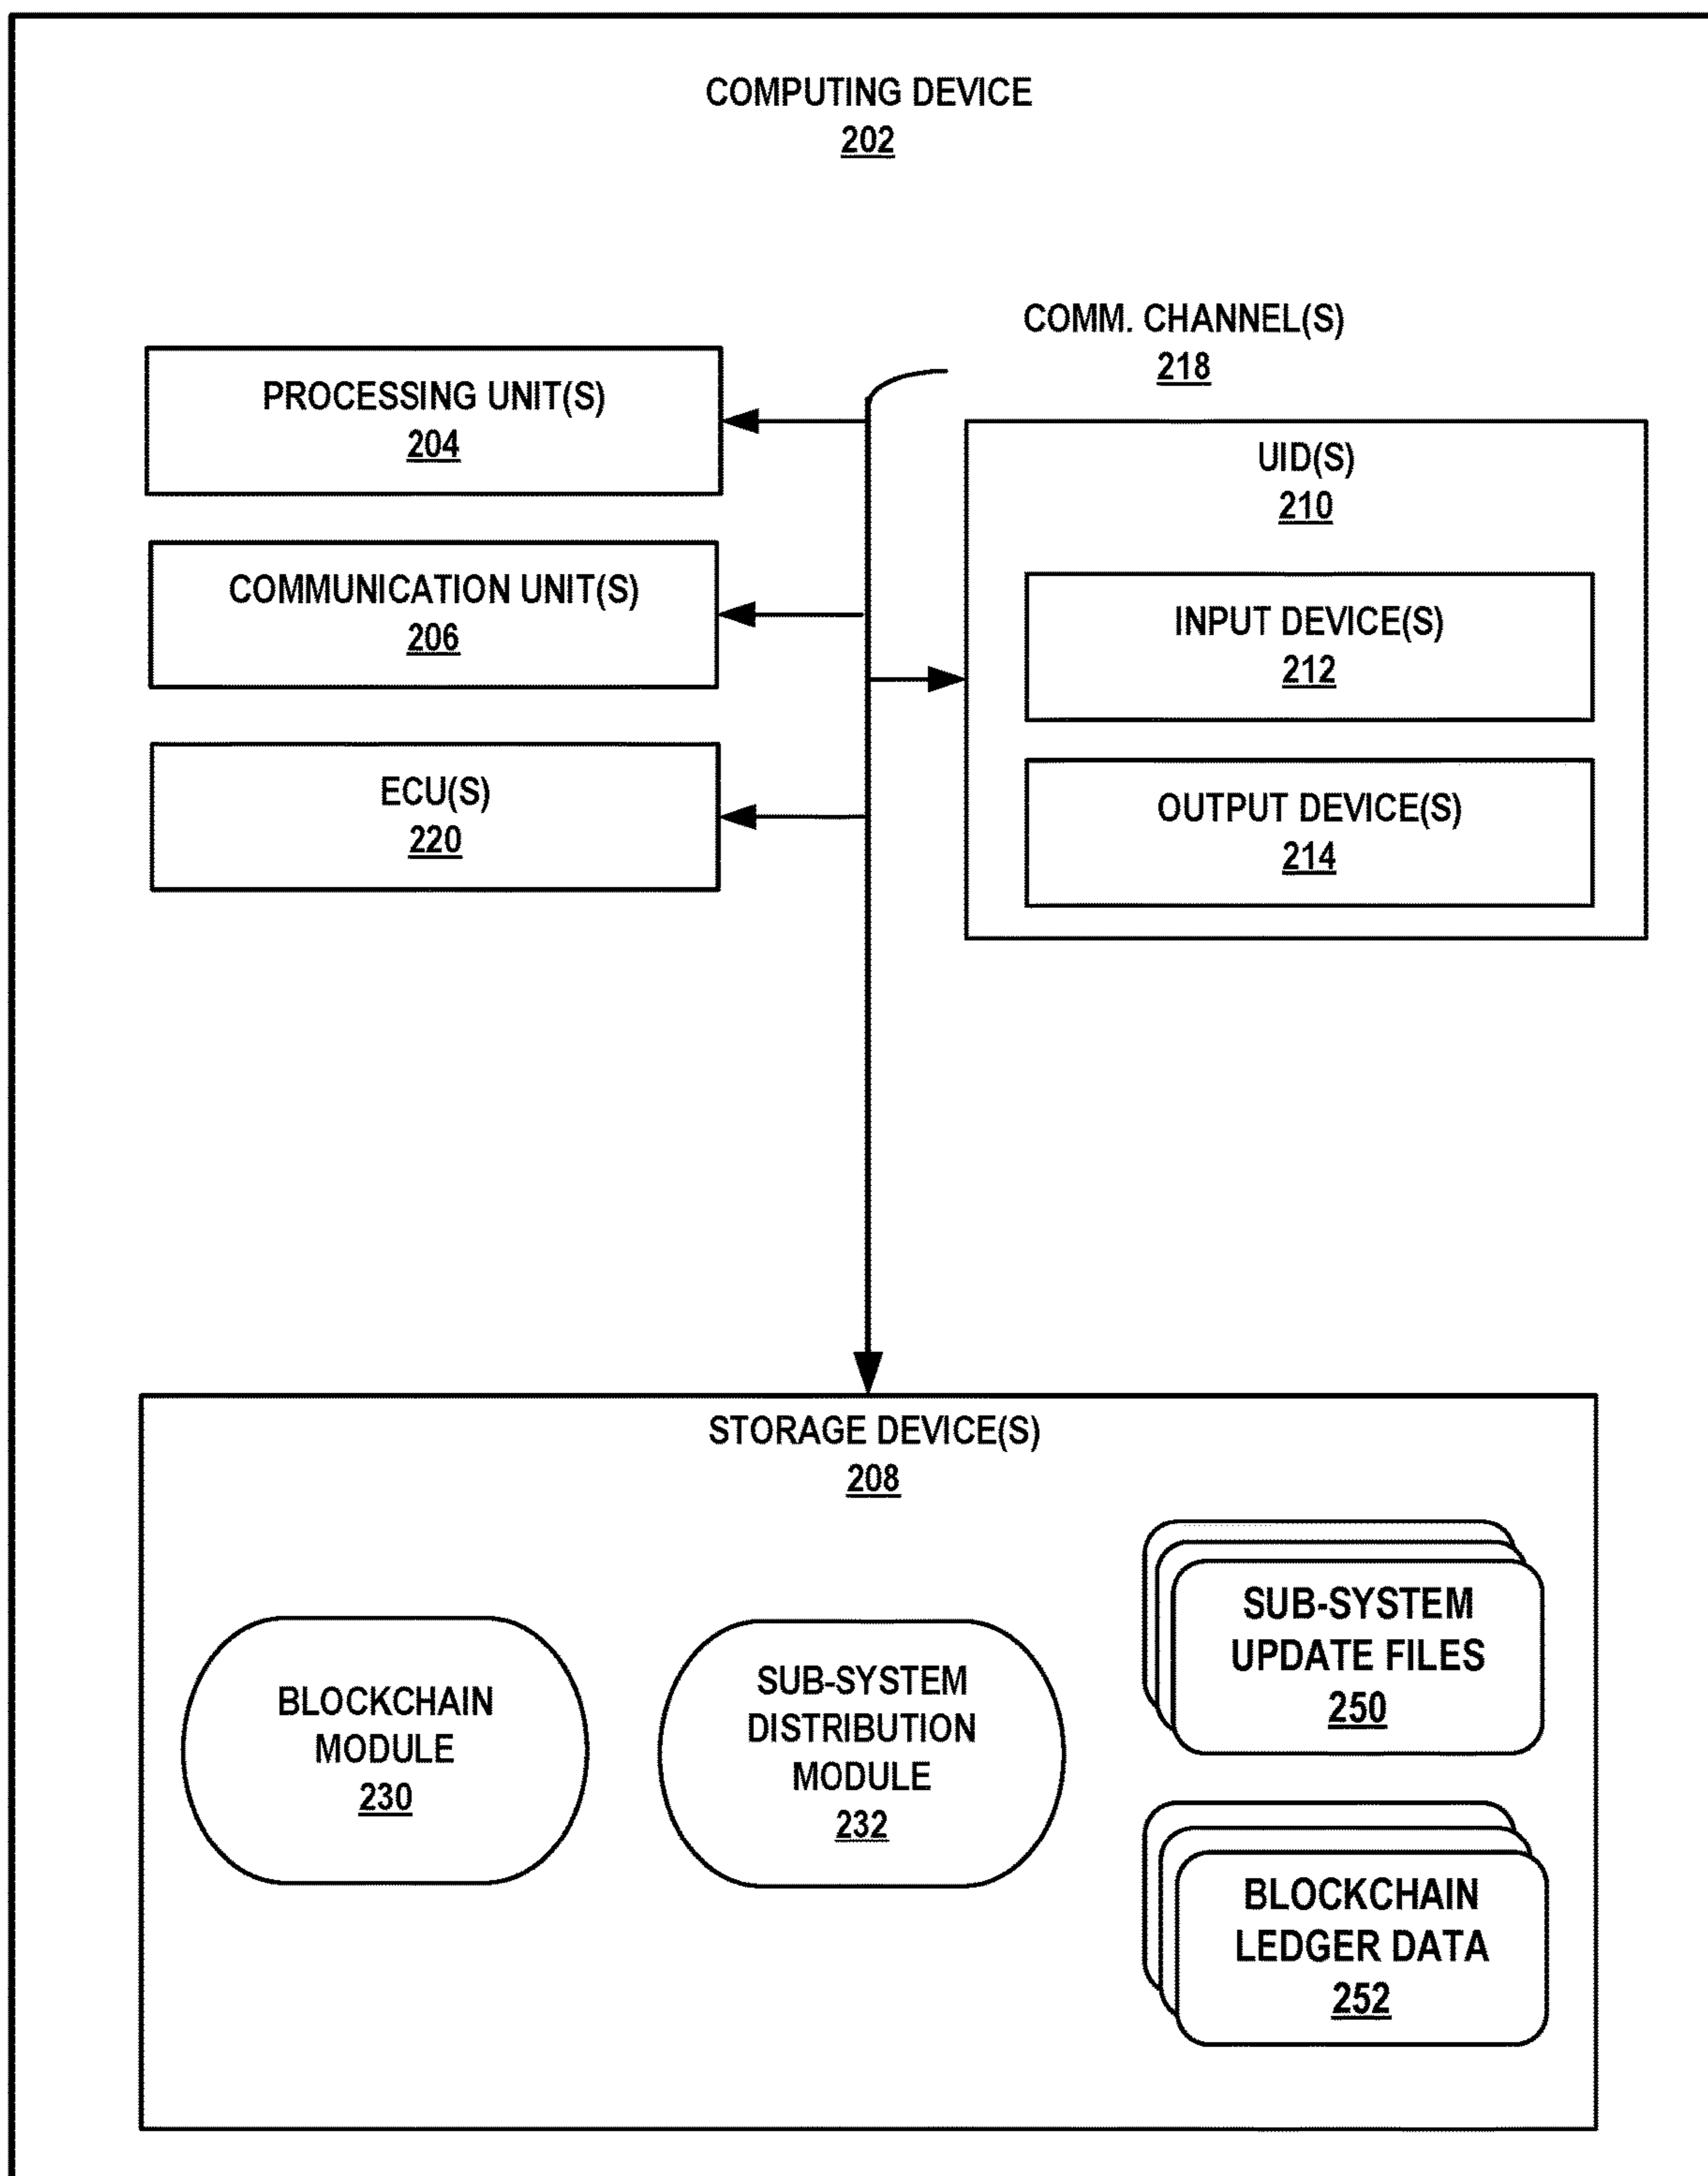 COMPUTING DEVICE
202
COMM. CHANNEL(S)
218
PROCESSING UNIT(S)
204
COMMUNICATION UNIT(S)
206
ECU(S)
220
UID(S)
210
INPUT DEVICE(S)
212
OUTPUT DEVICE(S)
214
STORAGE DEVICE(S)
208
BLOCKCHAIN
MODULE
230
SUB-SYSTEM
DISTRIBUTION
MODULE
232
SUB-SYSTEM
UPDATE FILES
250
BLOCKCHAIN
LEDGER DATA
252